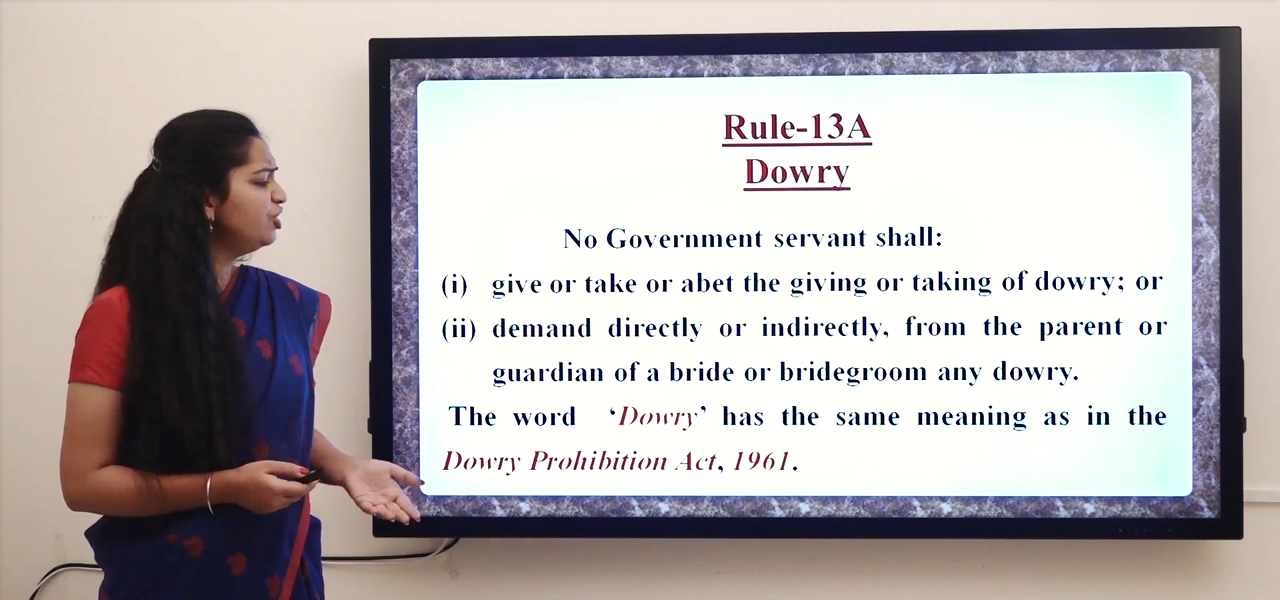 Rule-13A
Dowry
No Government servant shall:
(i) give or take or abet the giving or taking of dowry; or
(ii) demand directly or indirectly, from the parent or
guardian of a bride or bridegroom any dowry.
The word ‘Dowry’ has the same meaning as in the
Dowry Prohibition Act, 1961.